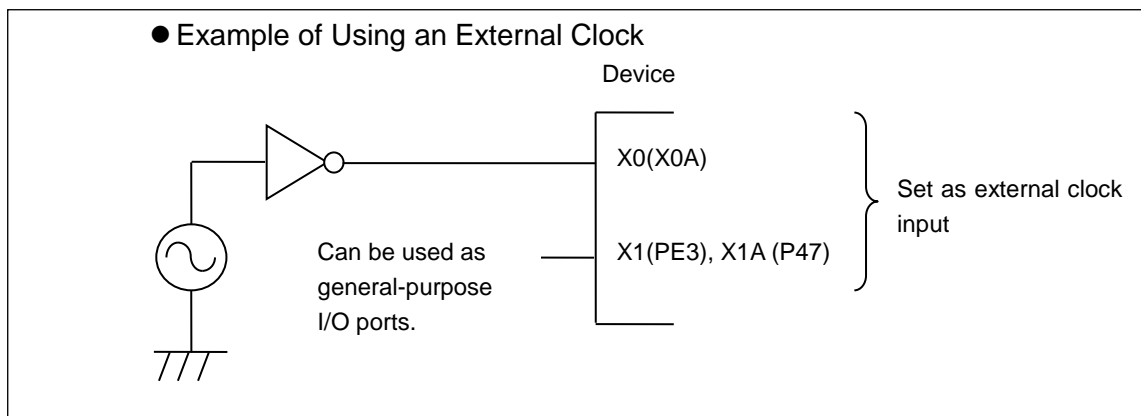 ● Example of Using an External Clock
Device
X0(X0A)
Set as external clock
input
Can be used as
general-purpose
I/O ports.
X1(PE3), X1A (P47)